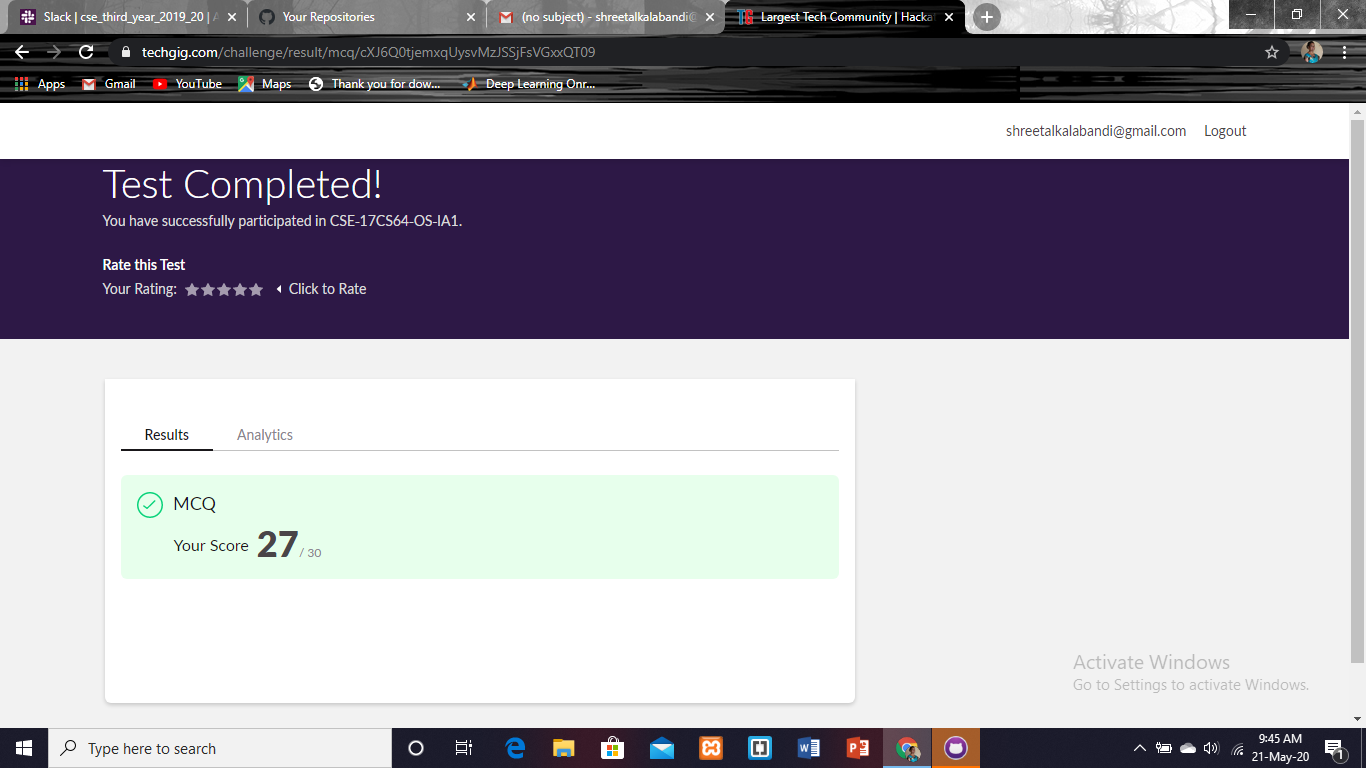 Slack | cse_third_year_2019_20 | A
Your Repositories
(no subject) - shreetalkalabandi@
Largest Tech Community | Hacka
techgig.com/challenge/result/mcq/cXJ6Q0tjemxqUysvMzJSSjFsVGxxQT09
Apps
Gmail
YouTube
Maps
Thank you for dow...
Deep Learning Onr...
shreetalkalabandi@gmail.com Logout
Test Completed!
You have successfully participated in CSE-17CS64-OS-IA1.
Rate this Test
Your Rating: Click to Rate
Results Analytics
MCQ
Your Score 27 / 30
Activate Windows
Go to Settings to activate Windows.
Type here to search
9:45 AM
21-May-20
1